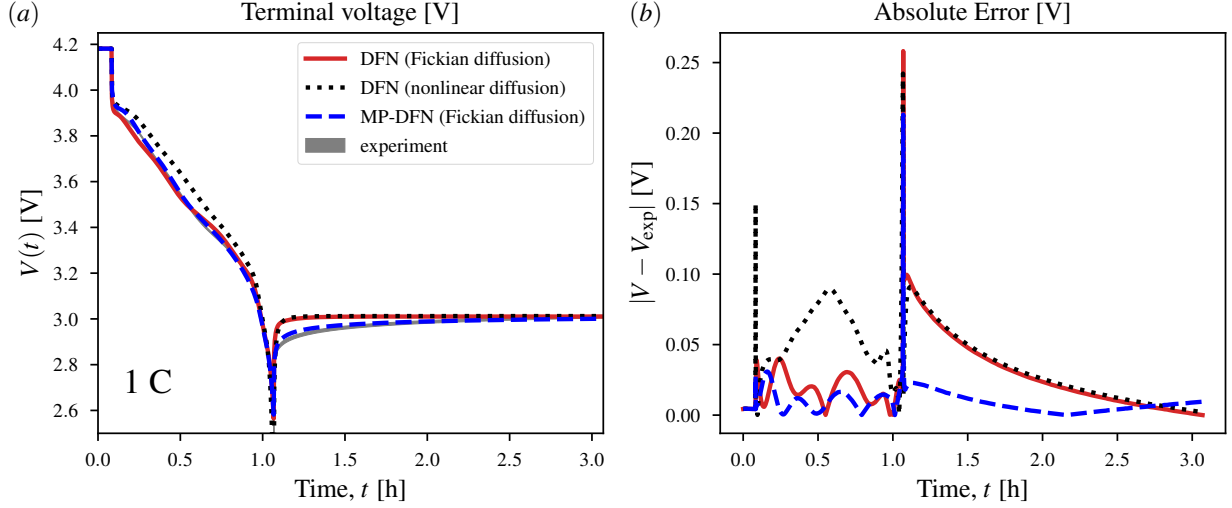 (a)
Terminal voltage [V]
V(t) [V]
4.2
4.0
3.8
3.6
3.4
3.2
3.0
2.8
2.6
DFN (Fickian diffusion)
DFN (nonlinear diffusion)
MP-DFN (Fickian diffusion)
experiment
1 C
0.0 0.5 1.0 1.5 2.0 2.5 3.0
Time, t [h]
(b)
Absolute Error [V]
|V − Vexp| [V]
0.25
0.20
0.15
0.10
0.05
0.00
0.0 0.5 1.0 1.5 2.0 2.5 3.0
Time, t [h]